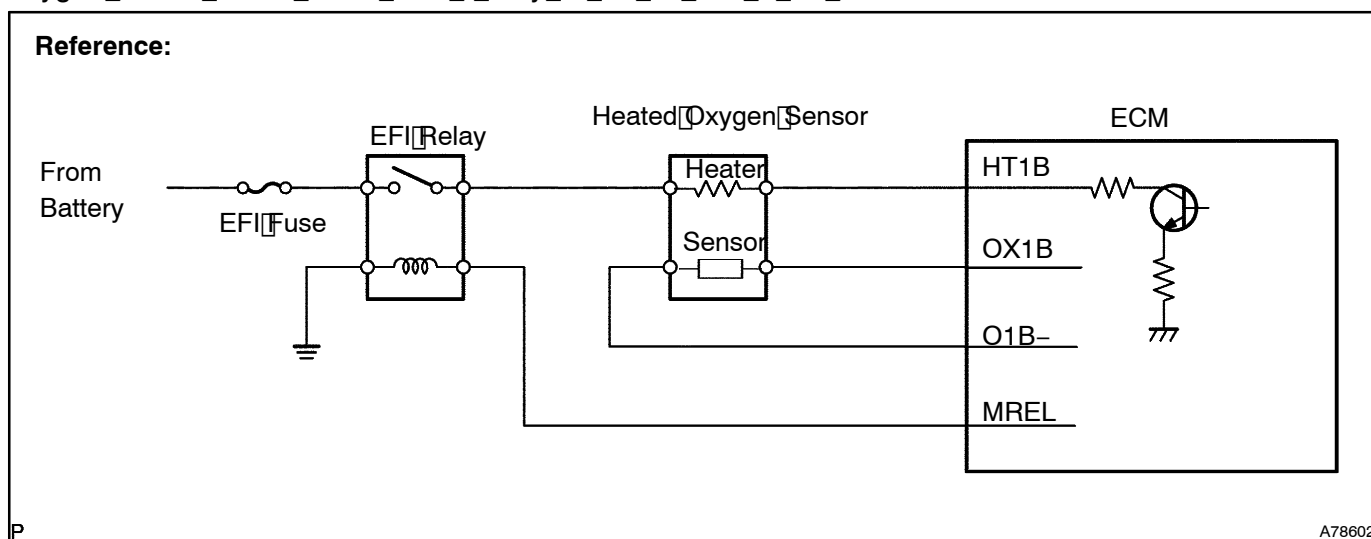 Reference:
Heated Oxygen Sensor
ECM
EFI Relay
From
Battery
EFI Fuse
Heater
Sensor
HT1B
OX1B
O1B−
MREL
P
A78602